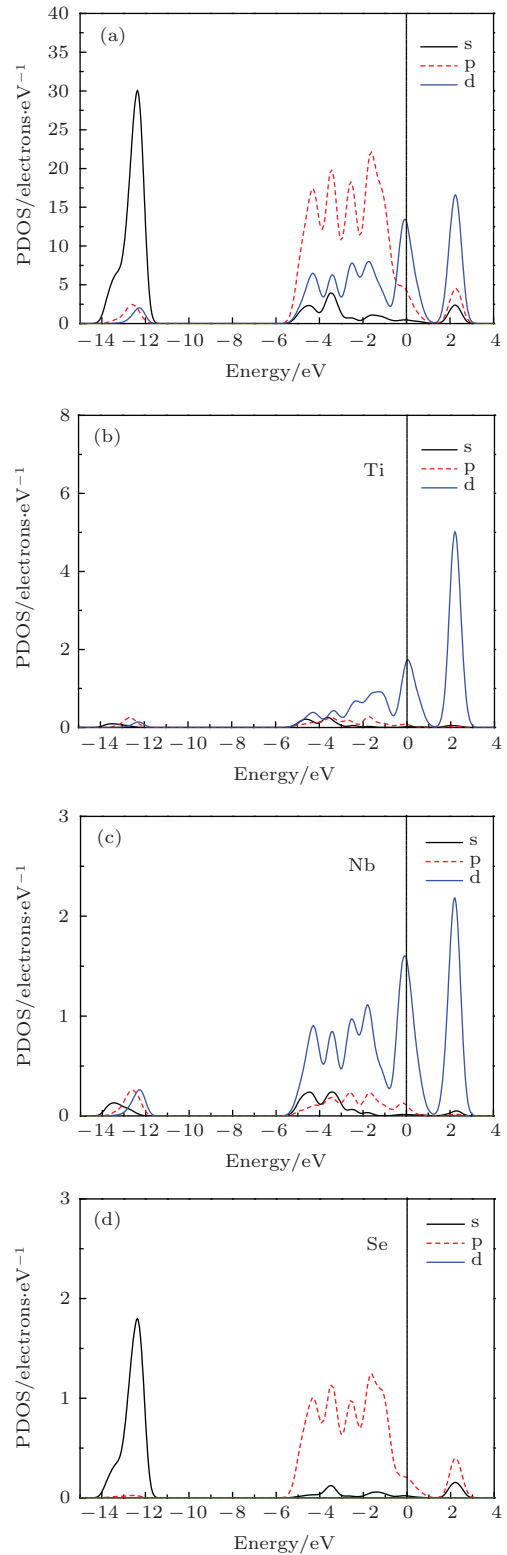 (a)
s
p
d
PDOS/electrons·eV⁻¹
40
35
30
25
20
15
10
5
0
−14 −12 −10 −8 −6 −4 −2 0 2 4
Energy/eV
(b)
Ti
s
p
d
PDOS/electrons·eV⁻¹
8
6
4
2
0
−14 −12 −10 −8 −6 −4 −2 0 2 4
Energy/eV
(c)
Nb
s
p
d
PDOS/electrons·eV⁻¹
3
2
1
0
−14 −12 −10 −8 −6 −4 −2 0 2 4
Energy/eV
(d)
Se
s
p
d
PDOS/electrons·eV⁻¹
3
2
1
0
−14 −12 −10 −8 −6 −4 −2 0 2 4
Energy/eV